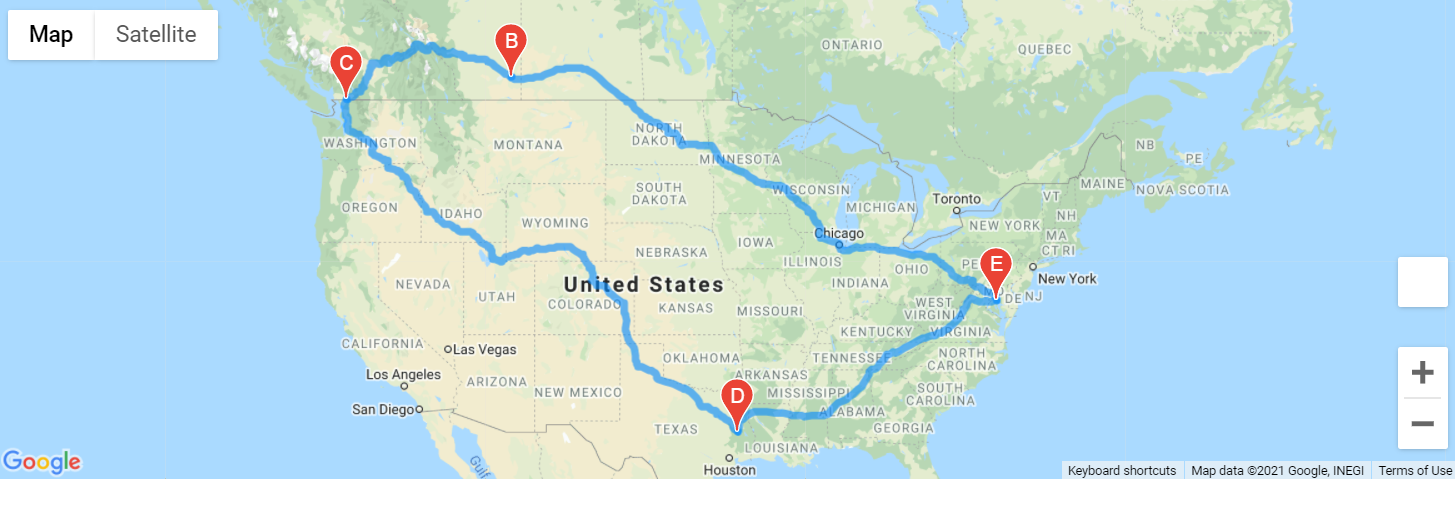 Map
Satellite
B
C
ONTARIO
QUEBEC
NORTH
DAKOTA
WASHINGTON
MONTANA
MINNESOTA
NB
PE
MAINE
NOVA SCOTIA
SOUTH
DAKOTA
WISCONSIN
VT
OREGON
IDAHO
WYOMING
MICHIGAN
Toronto
NH
NEW YORK
MA
CT RI
Chicago
IOWA
NEBRASKA
ILLINOIS
OHIO
PE
E
New York
NEVADA
UTAH
United States
COLORADO
KANSAS
MISSOURI
INDIANA
WEST
VIRGINIA
MD
DE
NJ
KENTUCKY
VIRGINIA
CALIFORNIA
Las Vegas
OKLAHOMA
TENNESSEE
NORTH
CAROLINA
Los Angeles
ARIZONA
NEW MEXICO
ARKANSAS
MISSISSIPPI
SOUTH
CAROLINA
D
San Diego
ALABAMA
TEXAS
GEORGIA
LOUISIANA
Houston
Gulf
Google
Keyboard shortcuts
Map data ©2021 Google, INEGI
Terms of Use